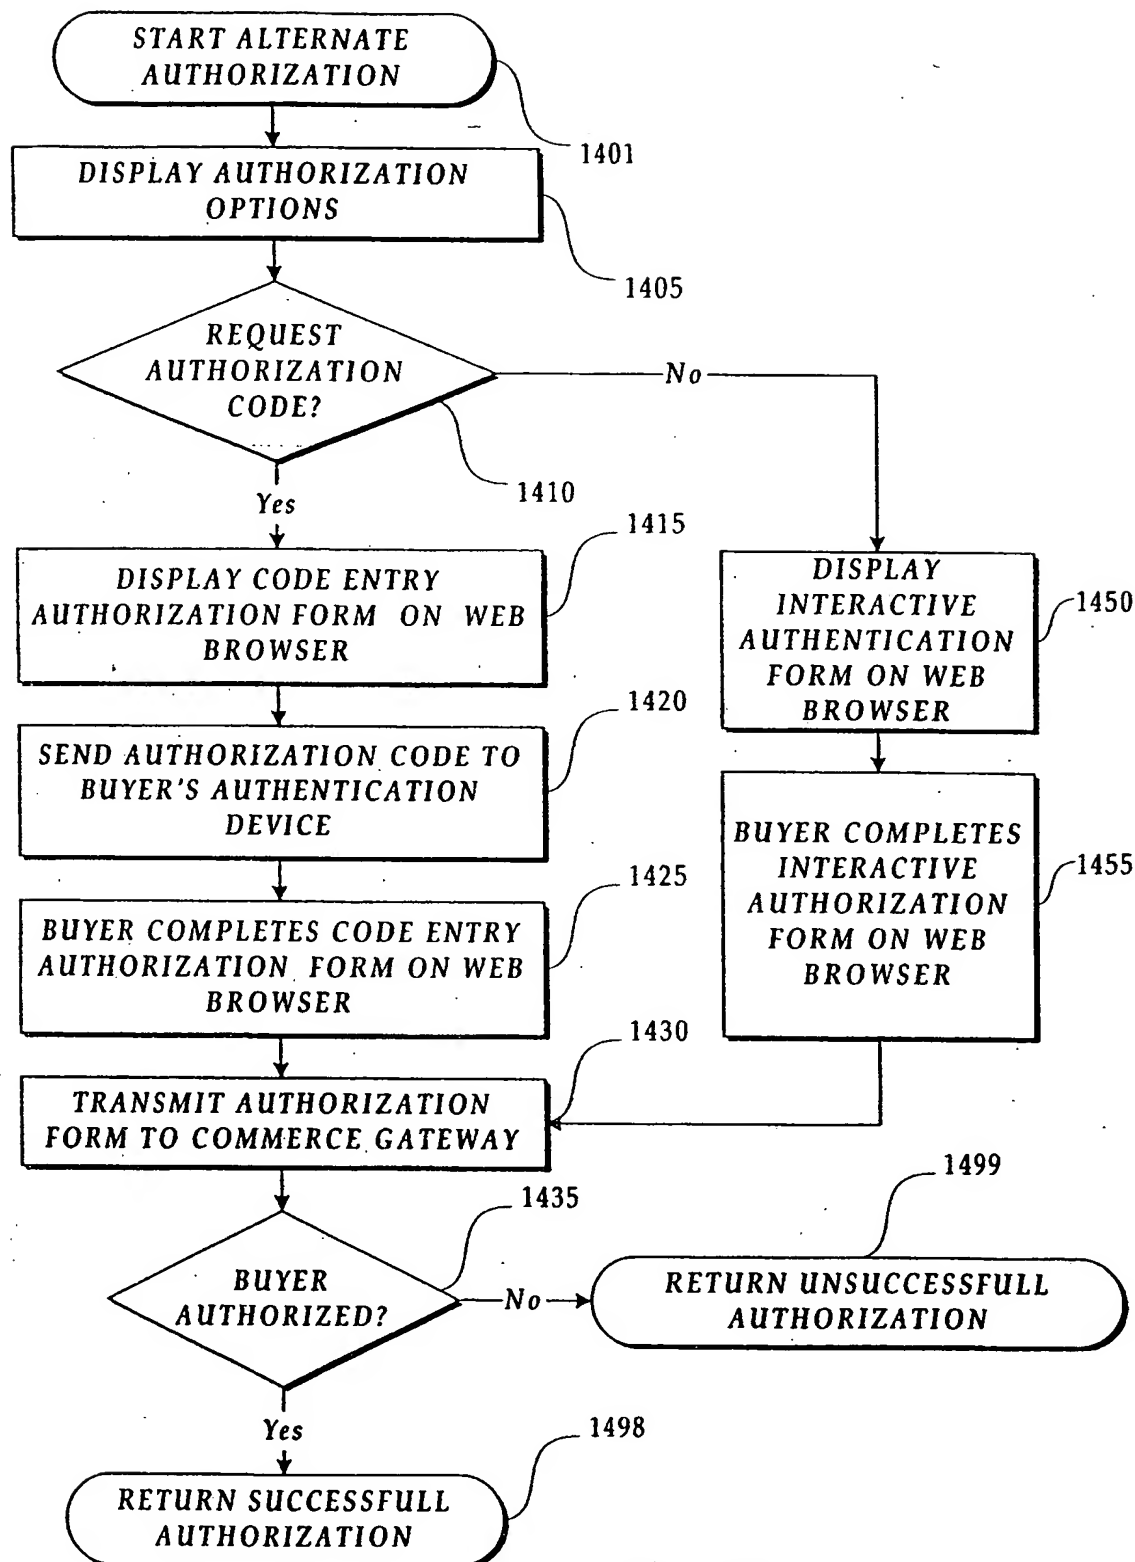 START ALTERNATE
AUTHORIZATION
1401
DISPLAY AUTHORIZATION
OPTIONS
1405
REQUEST
AUTHORIZATION
CODE?
No
1410
Yes
1415
DISPLAY CODE ENTRY
AUTHORIZATION FORM ON WEB
BROWSER
DISPLAY
INTERACTIVE
AUTHENTICATION
FORM ON WEB
BROWSER
1450
1420
SEND AUTHORIZATION CODE TO
BUYER'S AUTHENTICATION
DEVICE
BUYER COMPLETES
INTERACTIVE
AUTHORIZATION
FORM ON WEB
BROWSER
1455
1425
BUYER COMPLETES CODE ENTRY
AUTHORIZATION FORM ON WEB
BROWSER
1430
TRANSMIT AUTHORIZATION
FORM TO COMMERCE GATEWAY
1435
BUYER
AUTHORIZED?
No
1499
RETURN UNSUCCESSFULL
AUTHORIZATION
Yes
1498
RETURN SUCCESSFULL
AUTHORIZATION